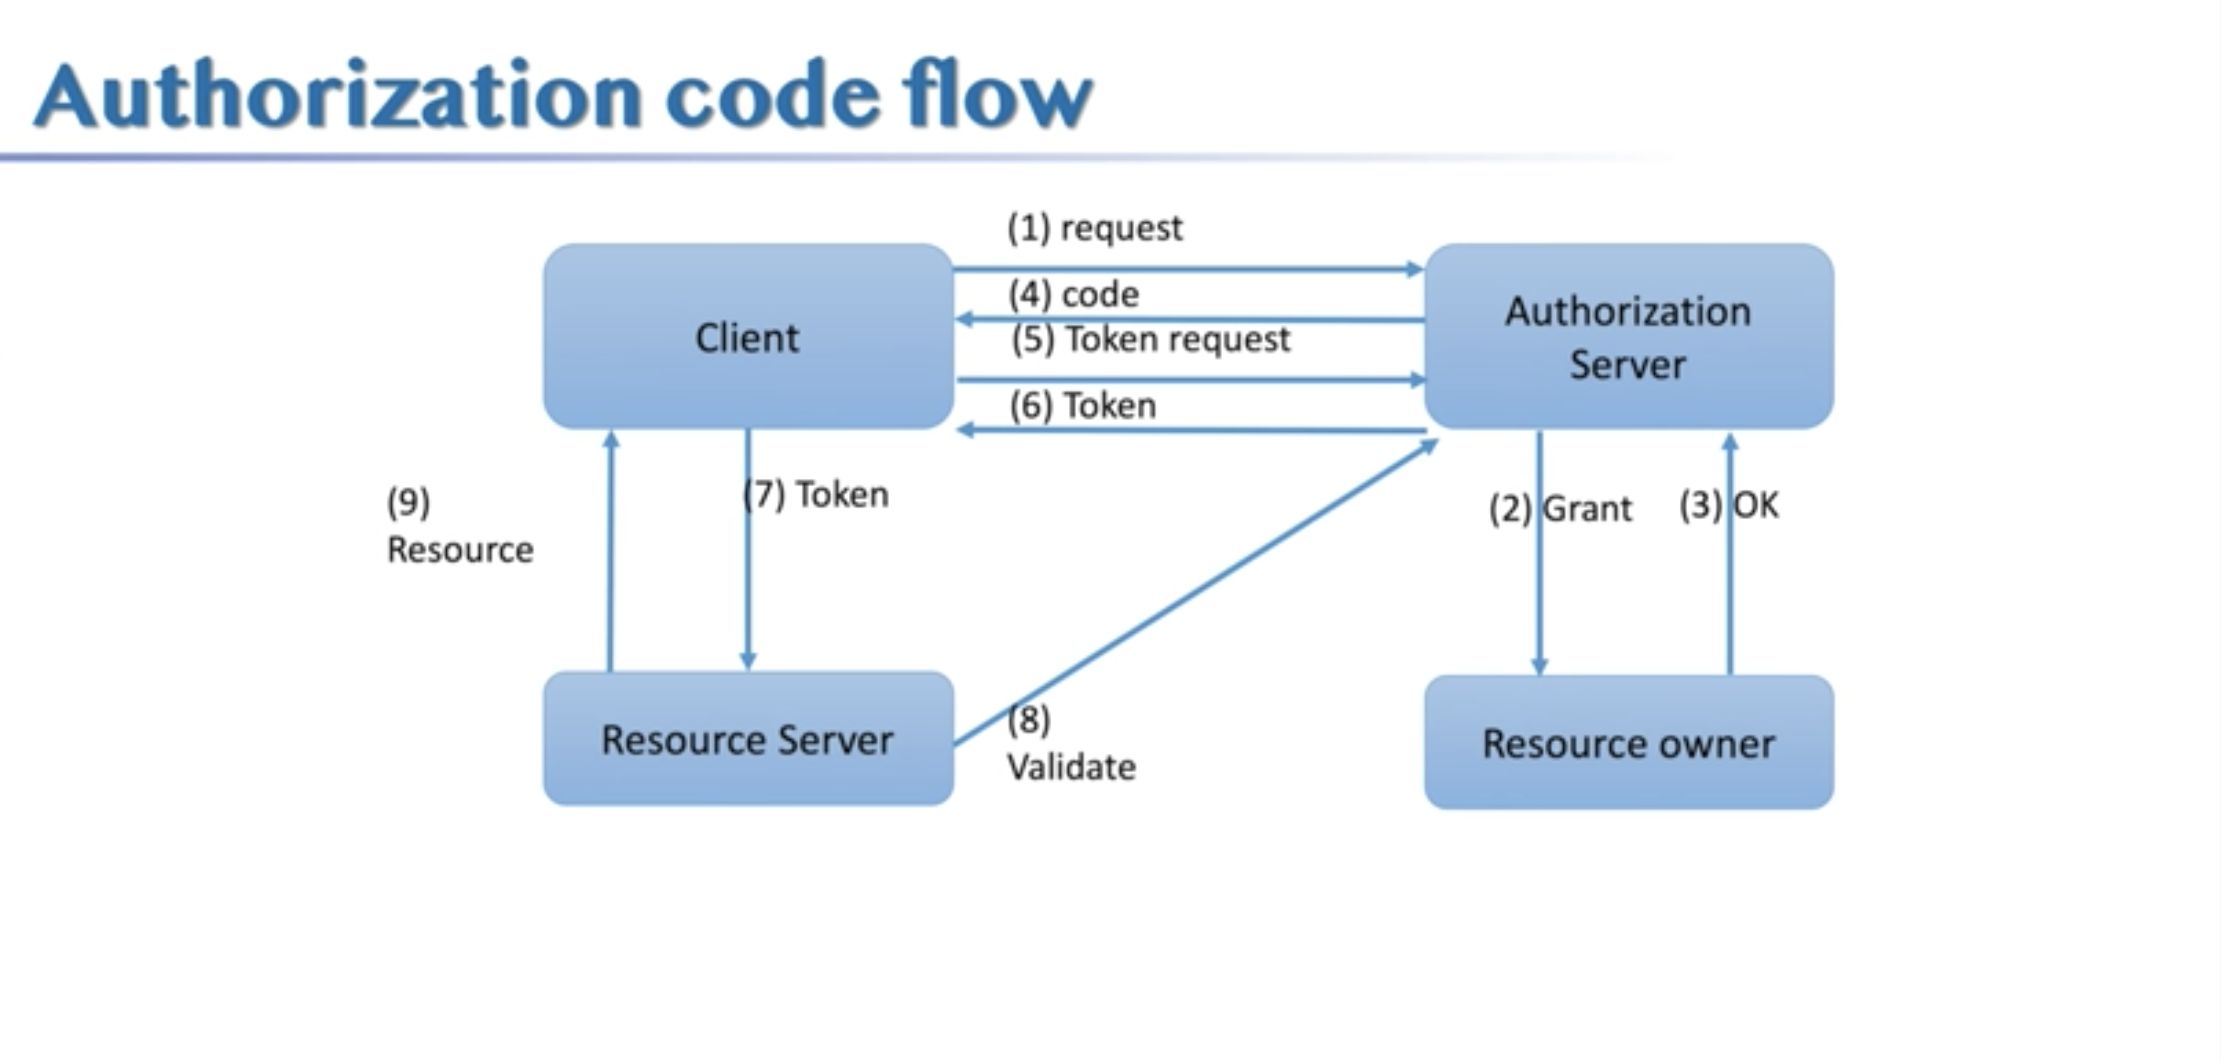 Authorization code flow
(1) request
(4) code
(5) Token request
(6) Token
Client
Authorization
Server
(9)
Resource
(7) Token
(2) Grant
(3) OK
Resource Server
(8)
Validate
Resource owner